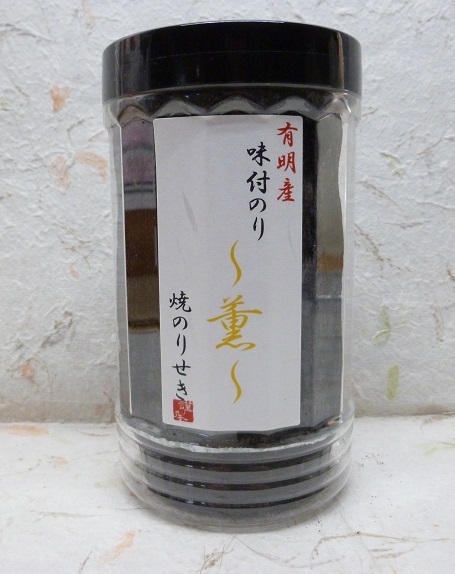 有明産
味付のり
〜薫〜
焼のりせき